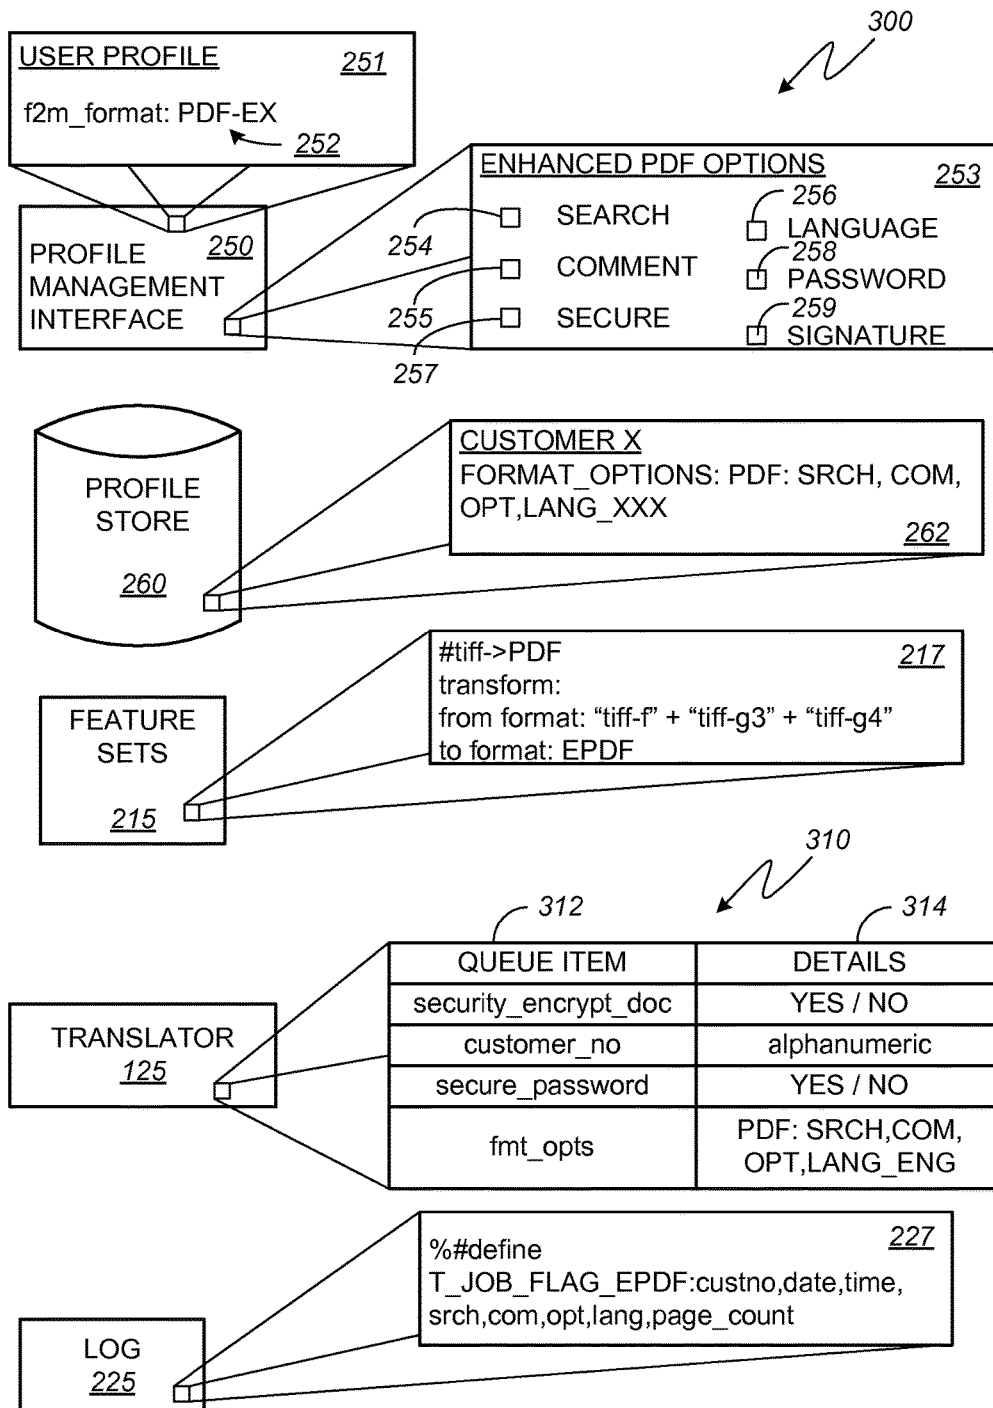 300
USER PROFILE 251
f2m_format: PDF-EX
252
PROFILE
MANAGEMENT
INTERFACE
250
ENHANCED PDF OPTIONS 253
254 SEARCH
255 COMMENT
257 SECURE
256 LANGUAGE
258 PASSWORD
259 SIGNATURE
PROFILE
STORE
260
CUSTOMER X
FORMAT_OPTIONS: PDF: SRCH, COM,
OPT,LANG_XXX
262
FEATURE
SETS
215
#tiff->PDF 217
transform:
from format: “tiff-f” + “tiff-g3” + “tiff-g4”
to format: EPDF
310
312 314
TRANSLATOR
125
QUEUE ITEM DETAILS
security_encrypt_doc YES / NO
customer_no alphanumeric
secure_password YES / NO
fmt_opts PDF: SRCH,COM,
OPT,LANG_ENG
LOG
225
%#define 227
T_JOB_FLAG_EPDF:custno,date,time,
srch,com,opt,lang,page_count